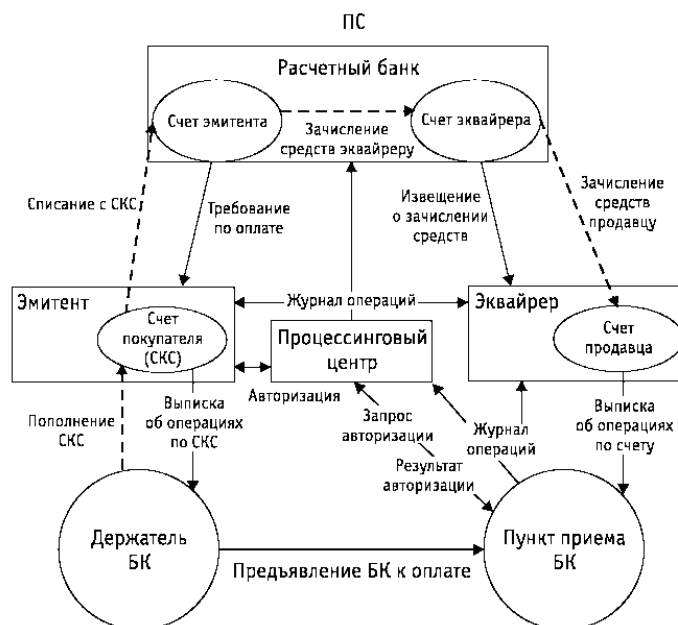 ПС
Расчетный банк
Счет эмитента
Счет эквайрера
Зачисление
средств эквайреру
Списание с СКС
Требование
по оплате
Извещение
о зачислении
средств
Зачисление
средств
продавцу
Эмитент
Журнал операций
Эквайрер
Счет
покупателя
(СКС)
Процессинговый
центр
Счет
продавца
Авторизация
Пополнение
СКС
Выписка
об операциях
по СКС
Запрос
авторизации
Результат
авторизации
Журнал
операций
Выписка
об операциях
по счету
Держатель
БК
Предъявление БК к оплате
Пункт приема
БК